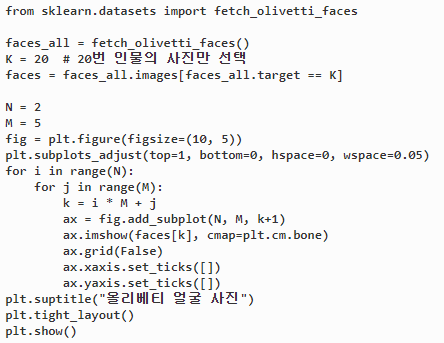 from sklearn.datasets import fetch_olivetti_faces

faces_all = fetch_olivetti_faces()
K = 20  # 20번 인물의 사진만 선택
faces = faces_all.images[faces_all.target == K]

N = 2
M = 5
fig = plt.figure(figsize=(10, 5))
plt.subplots_adjust(top=1, bottom=0, hspace=0, wspace=0.05)
for i in range(N):
    for j in range(M):
        k = i * M + j
        ax = fig.add_subplot(N, M, k+1)
        ax.imshow(faces[k], cmap=plt.cm.bone)
        ax.grid(False)
        ax.xaxis.set_ticks([])
        ax.yaxis.set_ticks([])
plt.suptitle("올리베티 얼굴 사진")
plt.tight_layout()
plt.show()